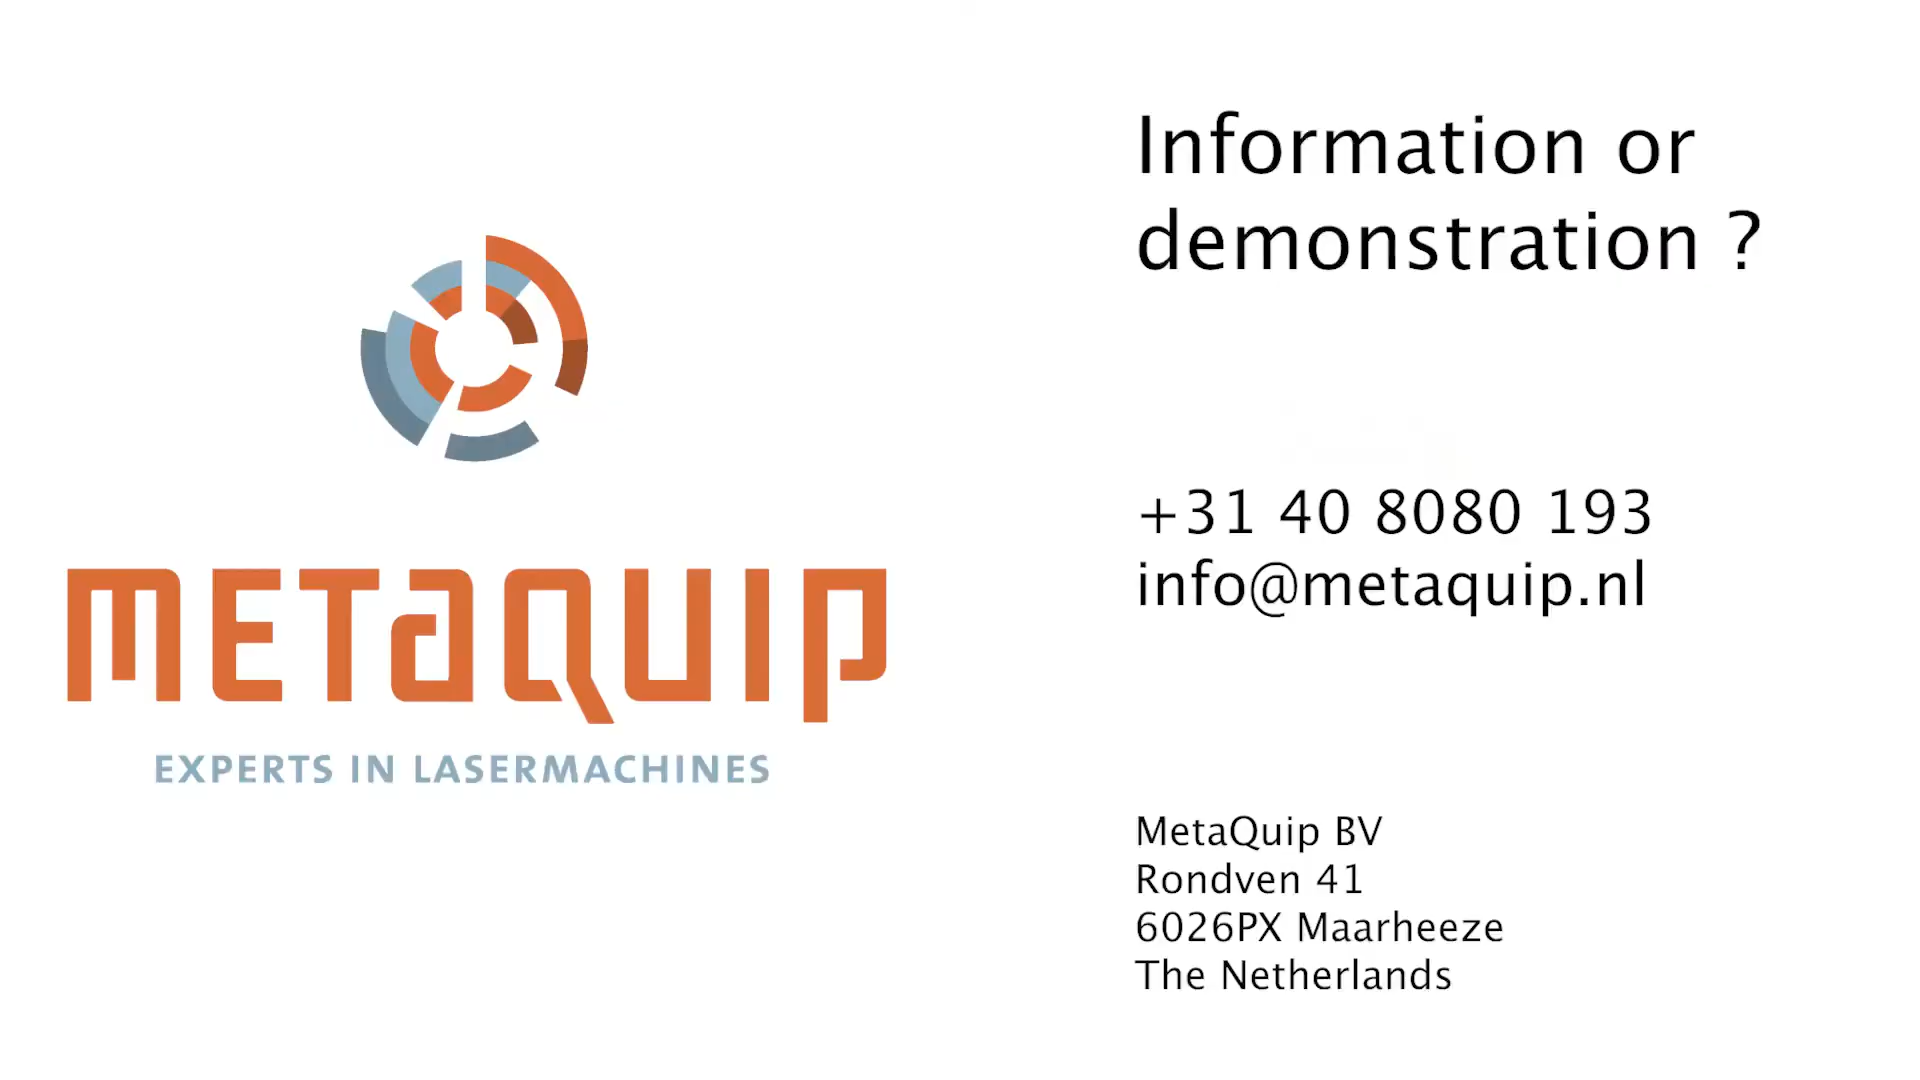 METAQUIP
EXPERTS IN LASERMACHINES
Information or
demonstration ?
+31 40 8080 193
info@metaquip.nl
MetaQuip BV
Rondven 41
6026PX Maarheeze
The Netherlands